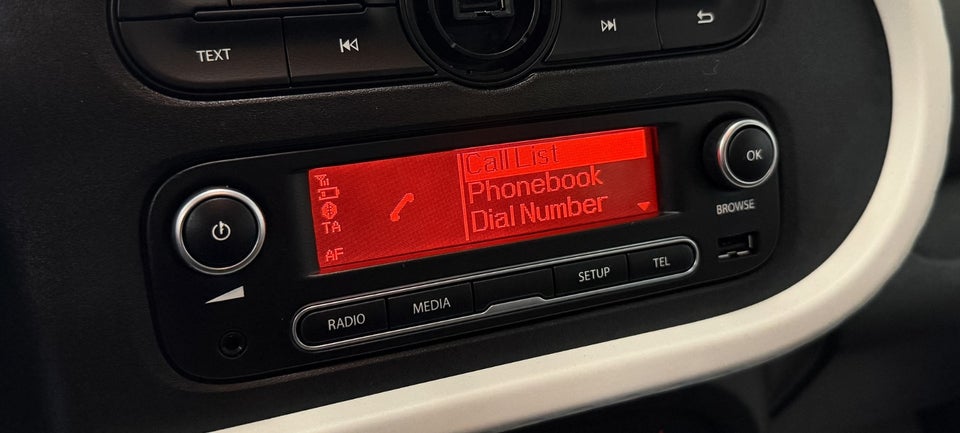 TEXT
Call List
Phonebook
Dial Number
TA
AF
OK
BROWSE
RADIO
MEDIA
SETUP
TEL